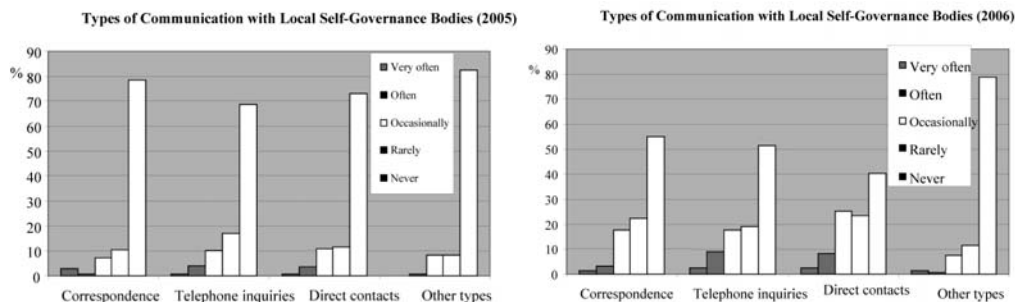 Types of Communication with Local Self-Governance Bodies (2005)
90
%
80
70
60
50
40
30
20
10
0
Very often
Often
Occasionally
Rarely
Never
Correspondence Telephone inquiries Direct contacts Other types
Types of Communication with Local Self-Governance Bodies (2006)
%
90
80
70
60
50
40
30
20
10
0
Very often
Often
Occasionally
Rarely
Never
Correspondence Telephone inquiries Direct contacts Other types